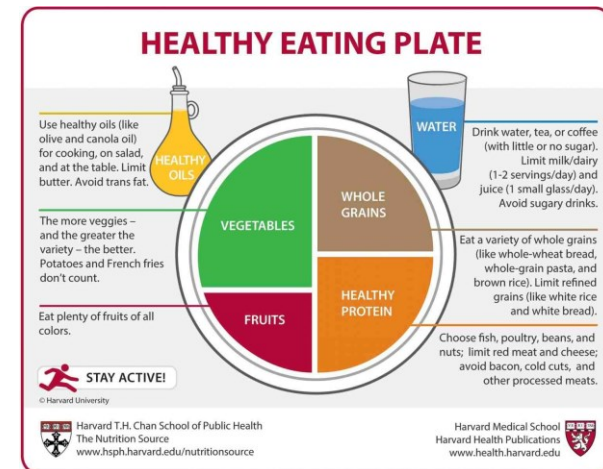 HEALTHY EATING PLATE
Use healthy oils (like
olive and canola oil)
for cooking, on salad,
and at the table. Limit
butter. Avoid trans fat.
HEALTHY
OILS
The more veggies –
and the greater the
variety – the better.
Potatoes and French fries
don't count.
Eat plenty of fruits of all
colors.
VEGETABLES
FRUITS
WHOLE
GRAINS
HEALTHY
PROTEIN
WATER
Drink water, tea, or coffee
(with little or no sugar).
Limit milk/dairy
(1-2 servings/day) and
juice (1 small glass/day).
Avoid sugary drinks.
Eat a variety of whole grains
(like whole-wheat bread,
whole-grain pasta, and
brown rice). Limit refined
grains (like white rice
and white bread).
Choose fish, poultry, beans, and
nuts; limit red meat and cheese;
avoid bacon, cold cuts, and
other processed meats.
STAY ACTIVE!
© Harvard University
Harvard T.H. Chan School of Public Health
The Nutrition Source
www.hsph.harvard.edu/nutritionsource
Harvard Medical School
Harvard Health Publications
www.health.harvard.edu